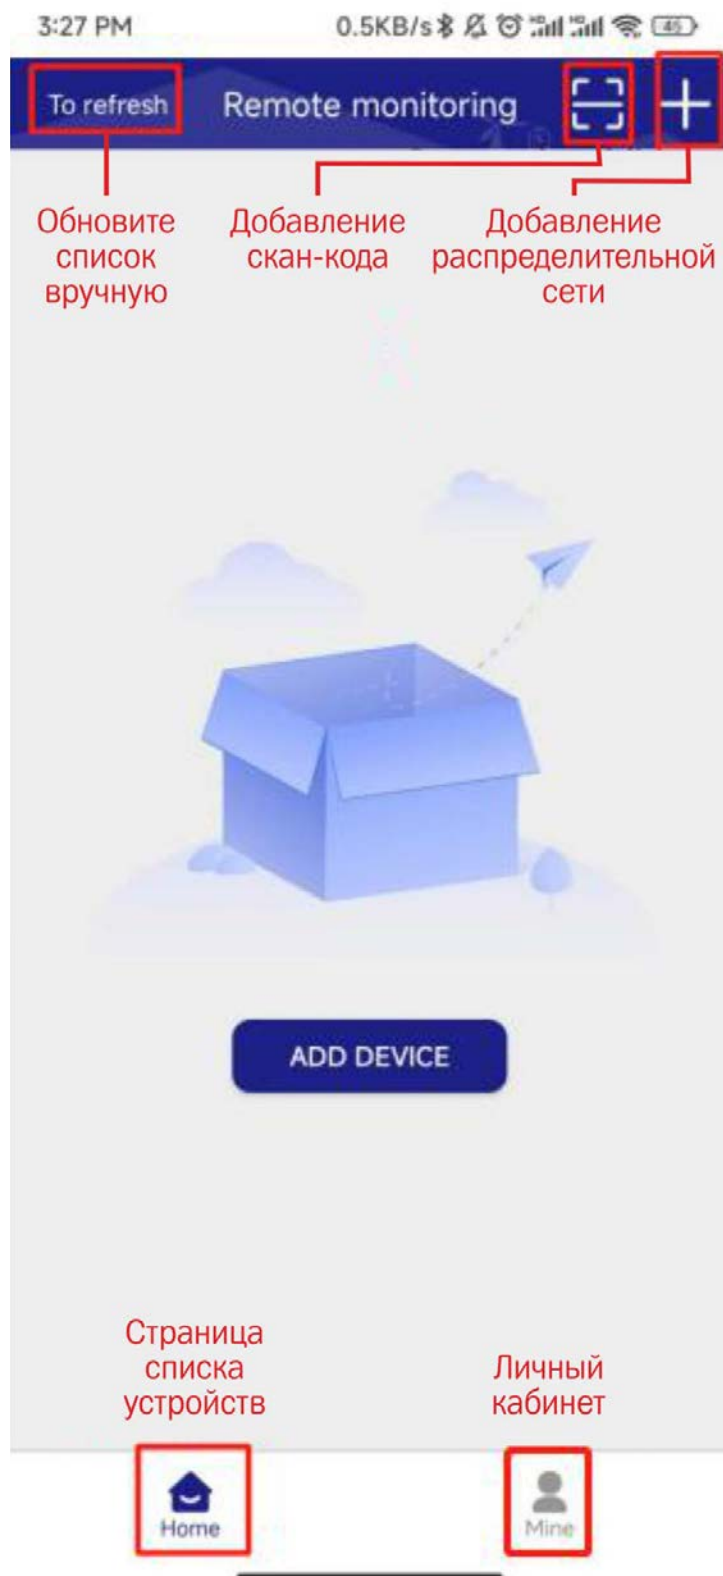 3:27 PM 0.5KB/s 46
To refresh Remote monitoring
Обновите
список
вручную
Добавление
скан-кода
Добавление
распределительной
сети
ADD DEVICE
Страница
списка
устройств
Личный
кабинет
Home
Mine